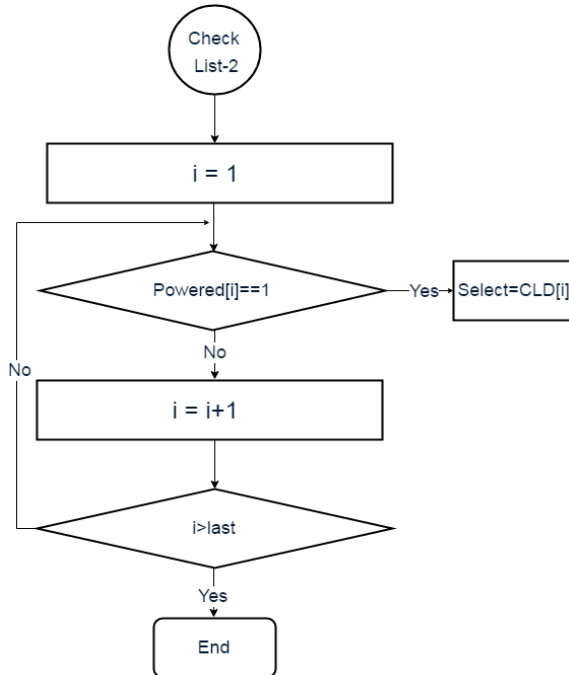 Check
List-2
i = 1
Powered[i]==1
Yes
Select=CLD[i]
No
No
i = i+1
i>last
Yes
End